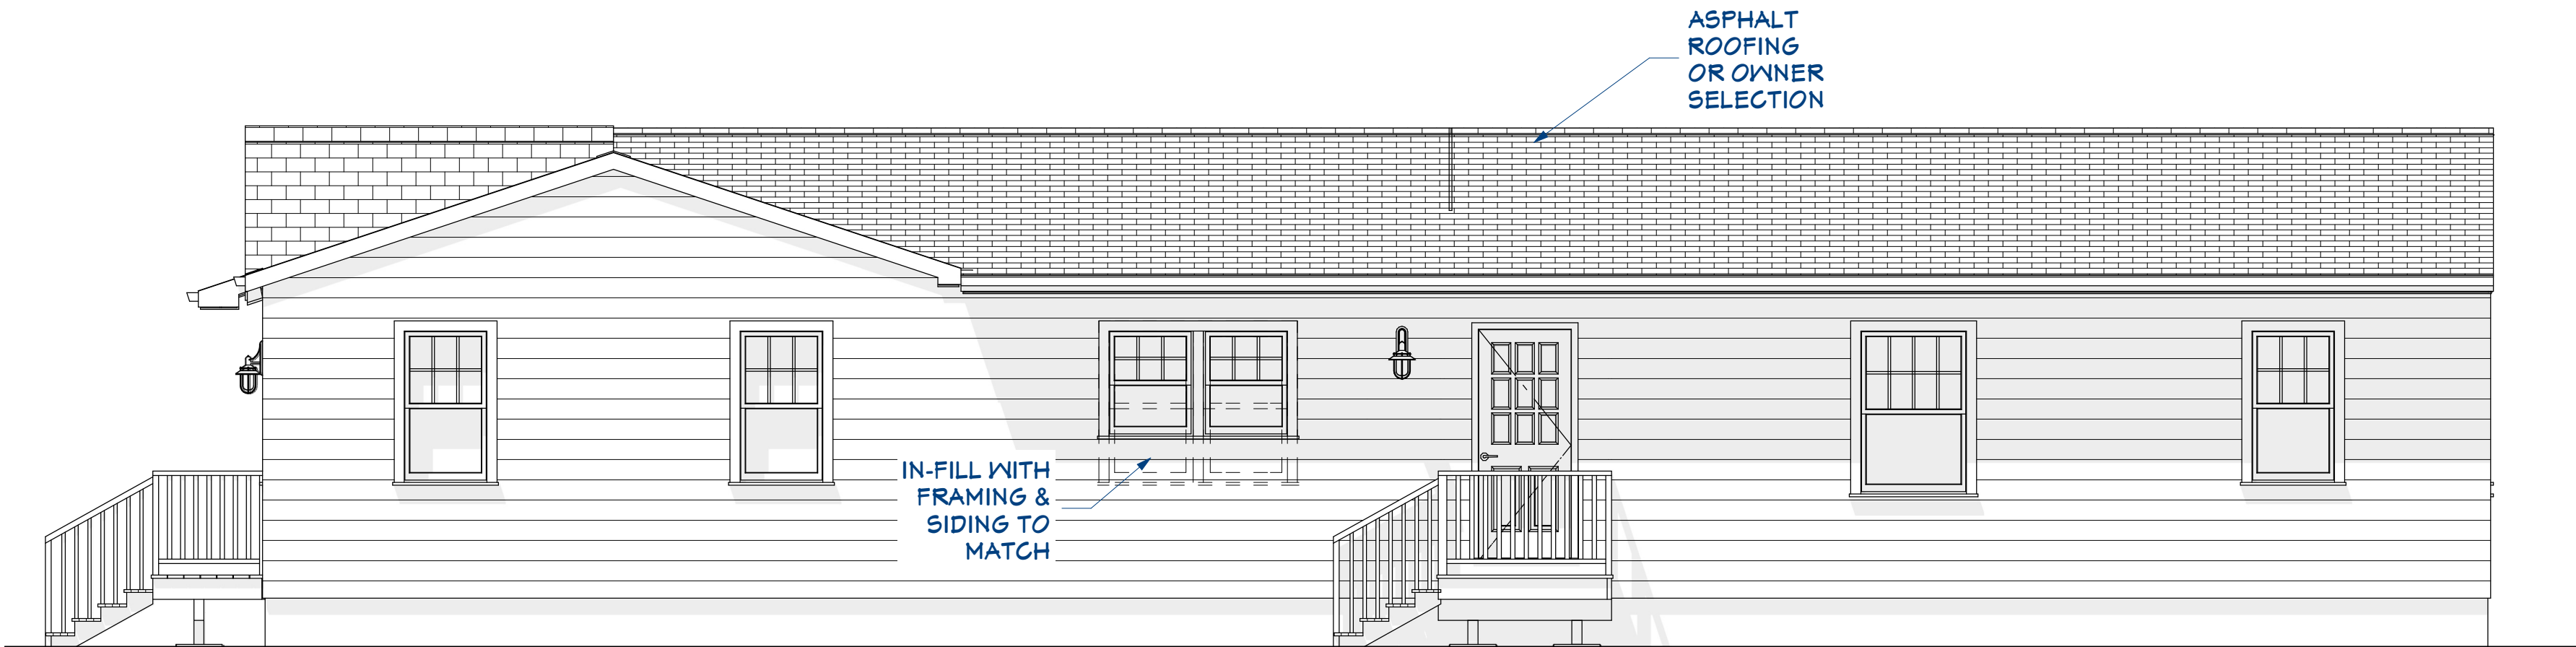 ASPHALT
ROOFING
OR OWNER
SELECTION
IN-FILL WITH
FRAMING &
SIDING TO
MATCH